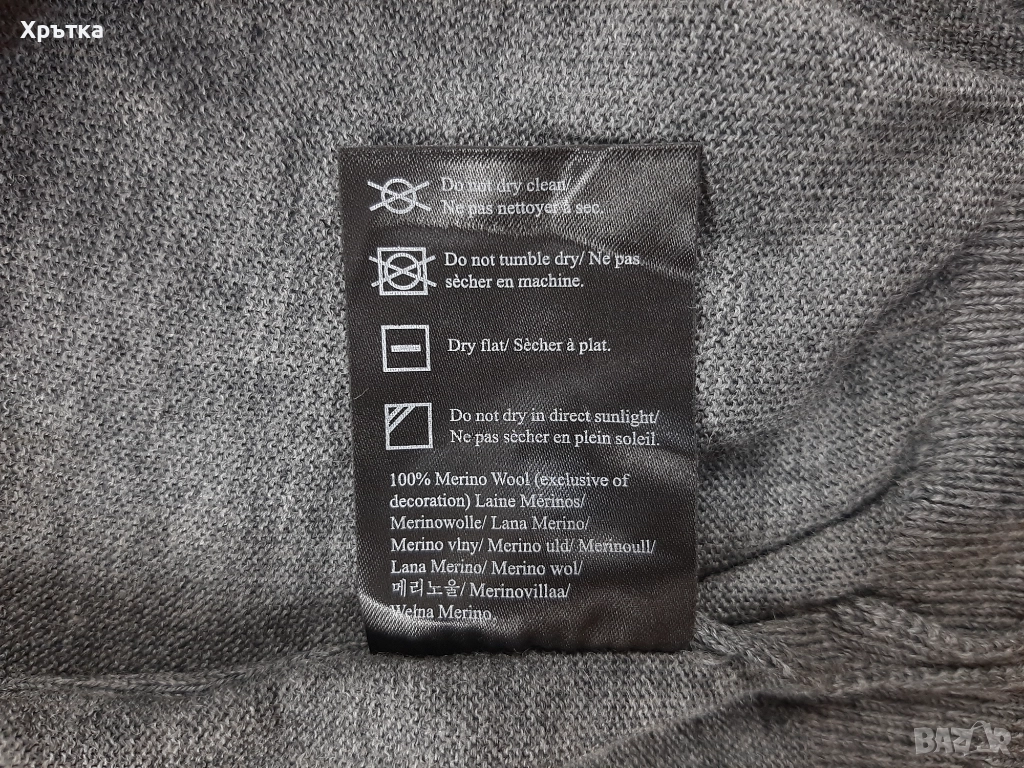 Хрътка
Do not dry clean/
Ne pas nettoyer à sec.
Do not tumble dry/ Ne pas
sècher en machine.
Dry flat/ Sècher à plat.
Do not dry in direct sunlight/
Ne pas sècher en plein soleil.
100% Merino Wool (exclusive of
decoration) Laine Mérinos/
Merinowolle/ Lana Merino/
Merino vlny/ Merino uld/ Merinoull/
Lana Merino/ Merino wol/
메리노울/ Merinovillaa/
Wełna Merino
BAZAR